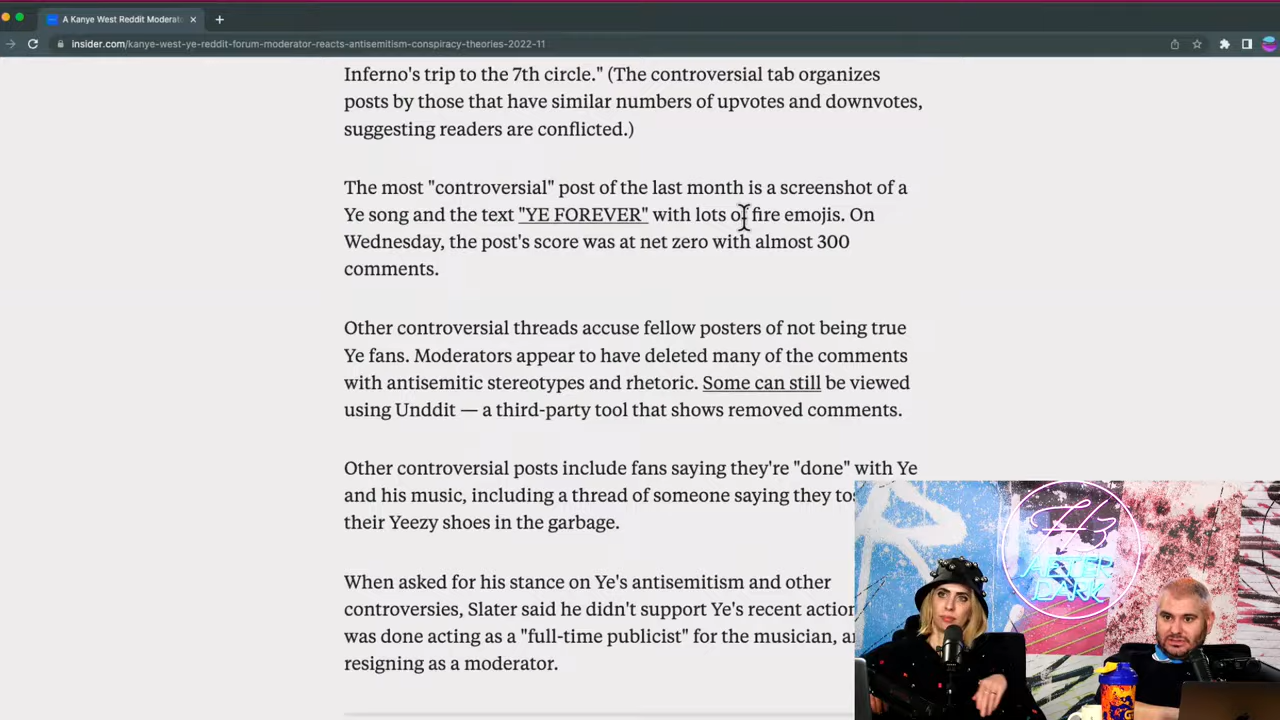 A Kanye West Reddit Moderato
insider.com/kanye-west-ye-reddit-forum-moderator-reacts-antisemitism-conspiracy-theories-2022-11
Inferno's trip to the 7th circle." (The controversial tab organizes
posts by those that have similar numbers of upvotes and downvotes,
suggesting readers are conflicted.)
The most "controversial" post of the last month is a screenshot of a
Ye song and the text "YE FOREVER" with lots of fire emojis. On
Wednesday, the post's score was at net zero with almost 300
comments.
Other controversial threads accuse fellow posters of not being true
Ye fans. Moderators appear to have deleted many of the comments
with antisemitic stereotypes and rhetoric. Some can still be viewed
using Unddit — a third-party tool that shows removed comments.
Other controversial posts include fans saying they're "done" with Ye
and his music, including a thread of someone saying they
their Yeezy shoes in the garbage.
When asked for his stance on Ye's antisemitism and other
controversies, Slater said he didn't support Ye's recent action
was done acting as a "full-time publicist" for the musician,
resigning as a moderator.
H3
AFTER
DARK